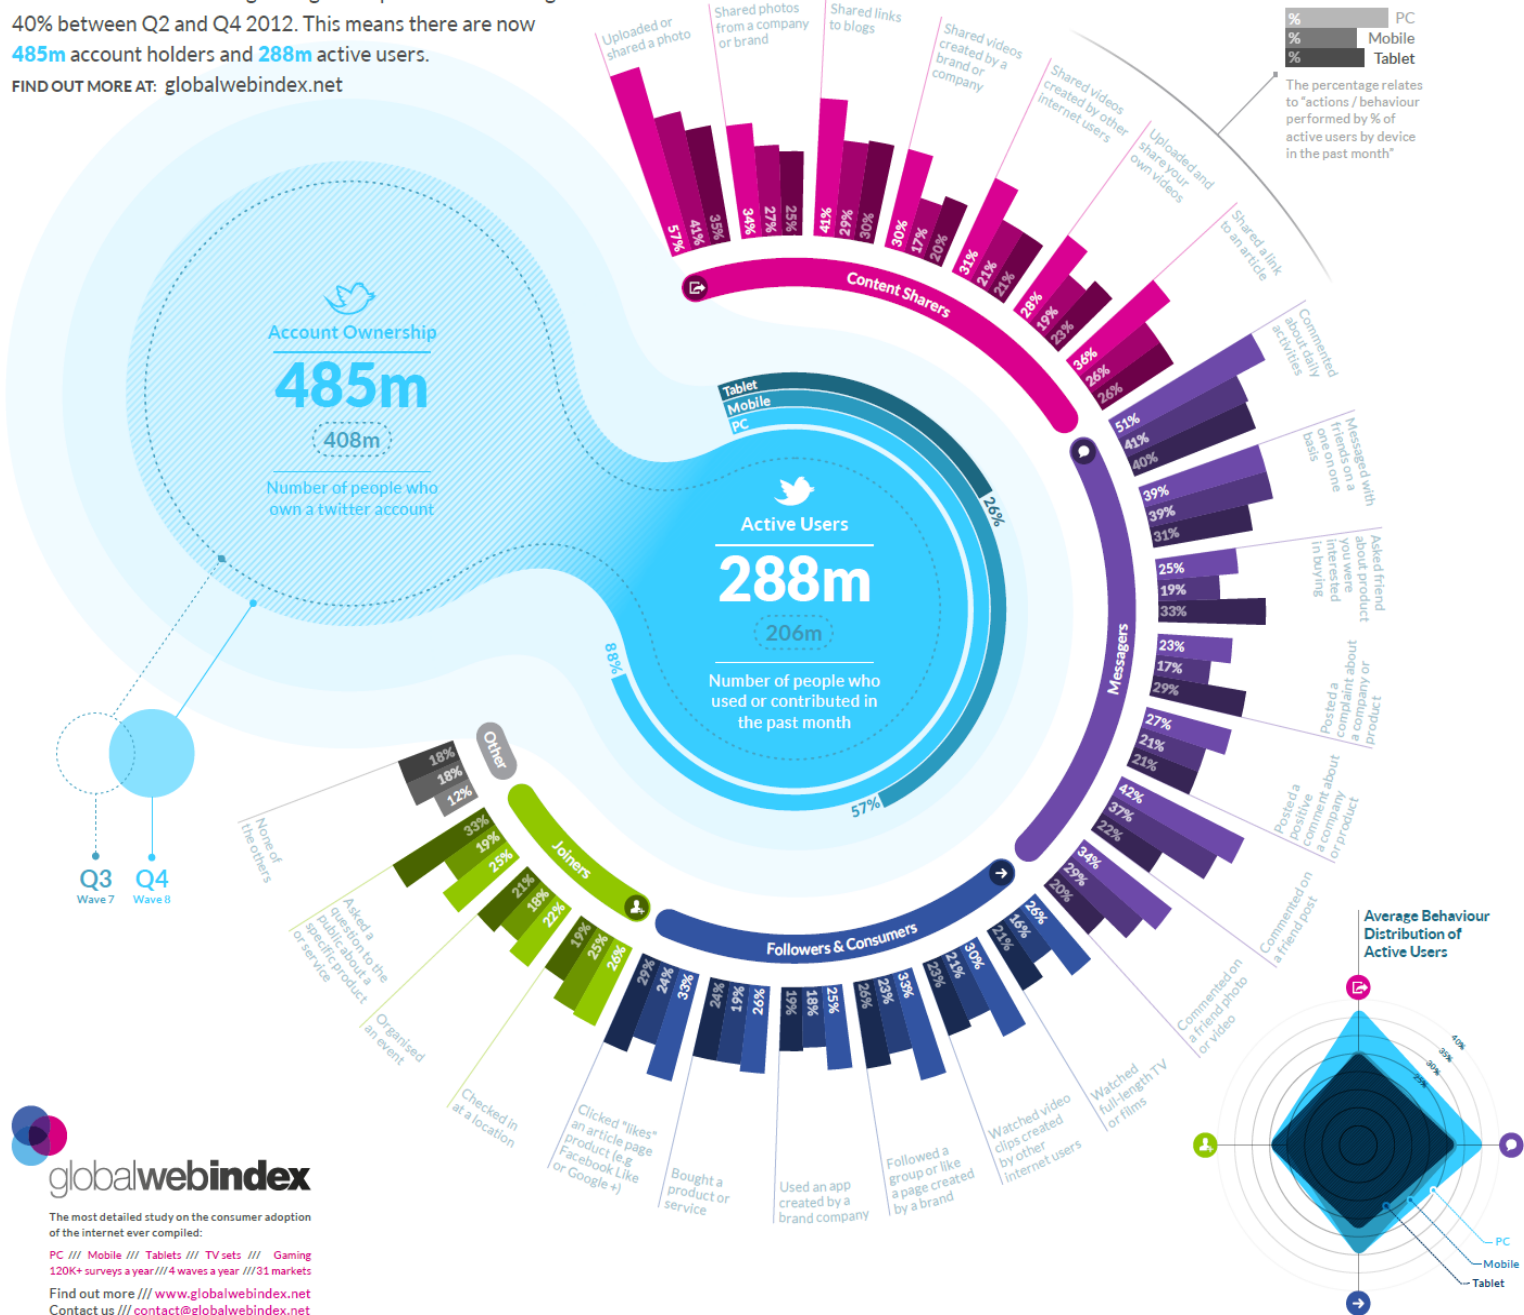 40% between Q2 and Q4 2012. This means there are now
485m account holders and 288m active users.
FIND OUT MORE AT: globalwebindex.net
% PC
% Mobile
% Tablet
The percentage relates
to "actions / behaviour
performed by % of
active users by device
in the past month"
Uploaded or
shared a photo
57%
41%
35%
Shared photos
from a company
or brand
34%
27%
25%
Shared links
to blogs
41%
29%
30%
Shared videos
created by a
brand or
company
30%
17%
20%
Shared videos
created by other
internet users
31%
21%
21%
Uploaded and
share your
own videos
28%
19%
23%
Shared a link
to an article
36%
26%
26%
Content Sharers
Commented
about daily
activities
51%
41%
40%
Messaged with
friends on a
one on one
basis
39%
39%
31%
Asked friend
about product
you were
interested
in buying
25%
19%
33%
Posted a
complaint about
a company or
product
23%
17%
29%
Posted a
positive
comment about
a company
or product
27%
21%
21%
Commented on
a friend post
42%
37%
22%
Commented on
a friend photo
or video
34%
29%
20%
Messagers
Watched
full-length TV
or films
26%
16%
21%
Watched video
clips created
by other
internet users
30%
21%
23%
Followed a
group or like
a page created
by a brand
33%
23%
26%
Used an app
created by a
brand company
25%
18%
19%
Bought a
product or
service
26%
19%
24%
Clicked "likes"
an article page
product (e.g
Facebook Like
or Google +)
33%
24%
29%
Followers & Consumers
Checked in
at a location
26%
25%
19%
Organised
an event
22%
18%
21%
Asked a
question to the
public about a
specific product
or service
25%
19%
33%
Joiners
None of
the others
12%
18%
18%
Other
Account Ownership
485m
408m
Number of people who
own a twitter account
Tablet
Mobile
PC
26%
57%
88%
Active Users
288m
206m
Number of people who
used or contributed in
the past month
Q3
Wave 7
Q4
Wave 8
Average Behaviour
Distribution of
Active Users
40%
35%
30%
25%
PC
Mobile
Tablet
globalwebindex
The most detailed study on the consumer adoption
of the internet ever compiled:
PC /// Mobile /// Tablets /// TV sets /// Gaming
120K+ surveys a year///4 waves a year ///31 markets
Find out more /// www.globalwebindex.net
Contact us /// contact@globalwebindex.net